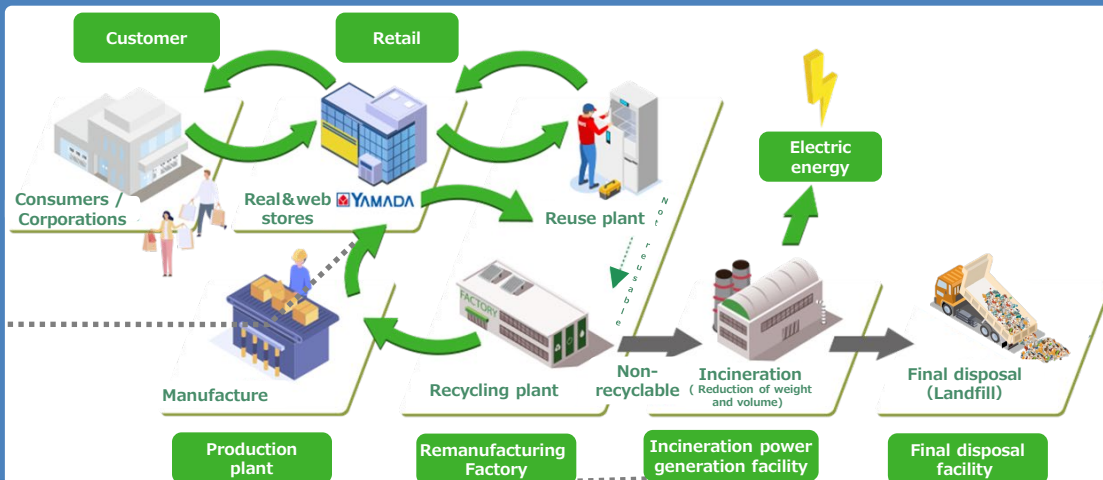 Customer
Retail
Consumers /
Corporations
Real&web
stores
YAMADA
Reuse plant
Not reusable
Electric
energy
Manufacture
FACTORY
Recycling plant
Non-
recyclable
Incineration
( Reduction of weight
and volume)
Final disposal
(Landfill)
Production
plant
Remanufacturing
Factory
Incineration power
generation facility
Final disposal
facility